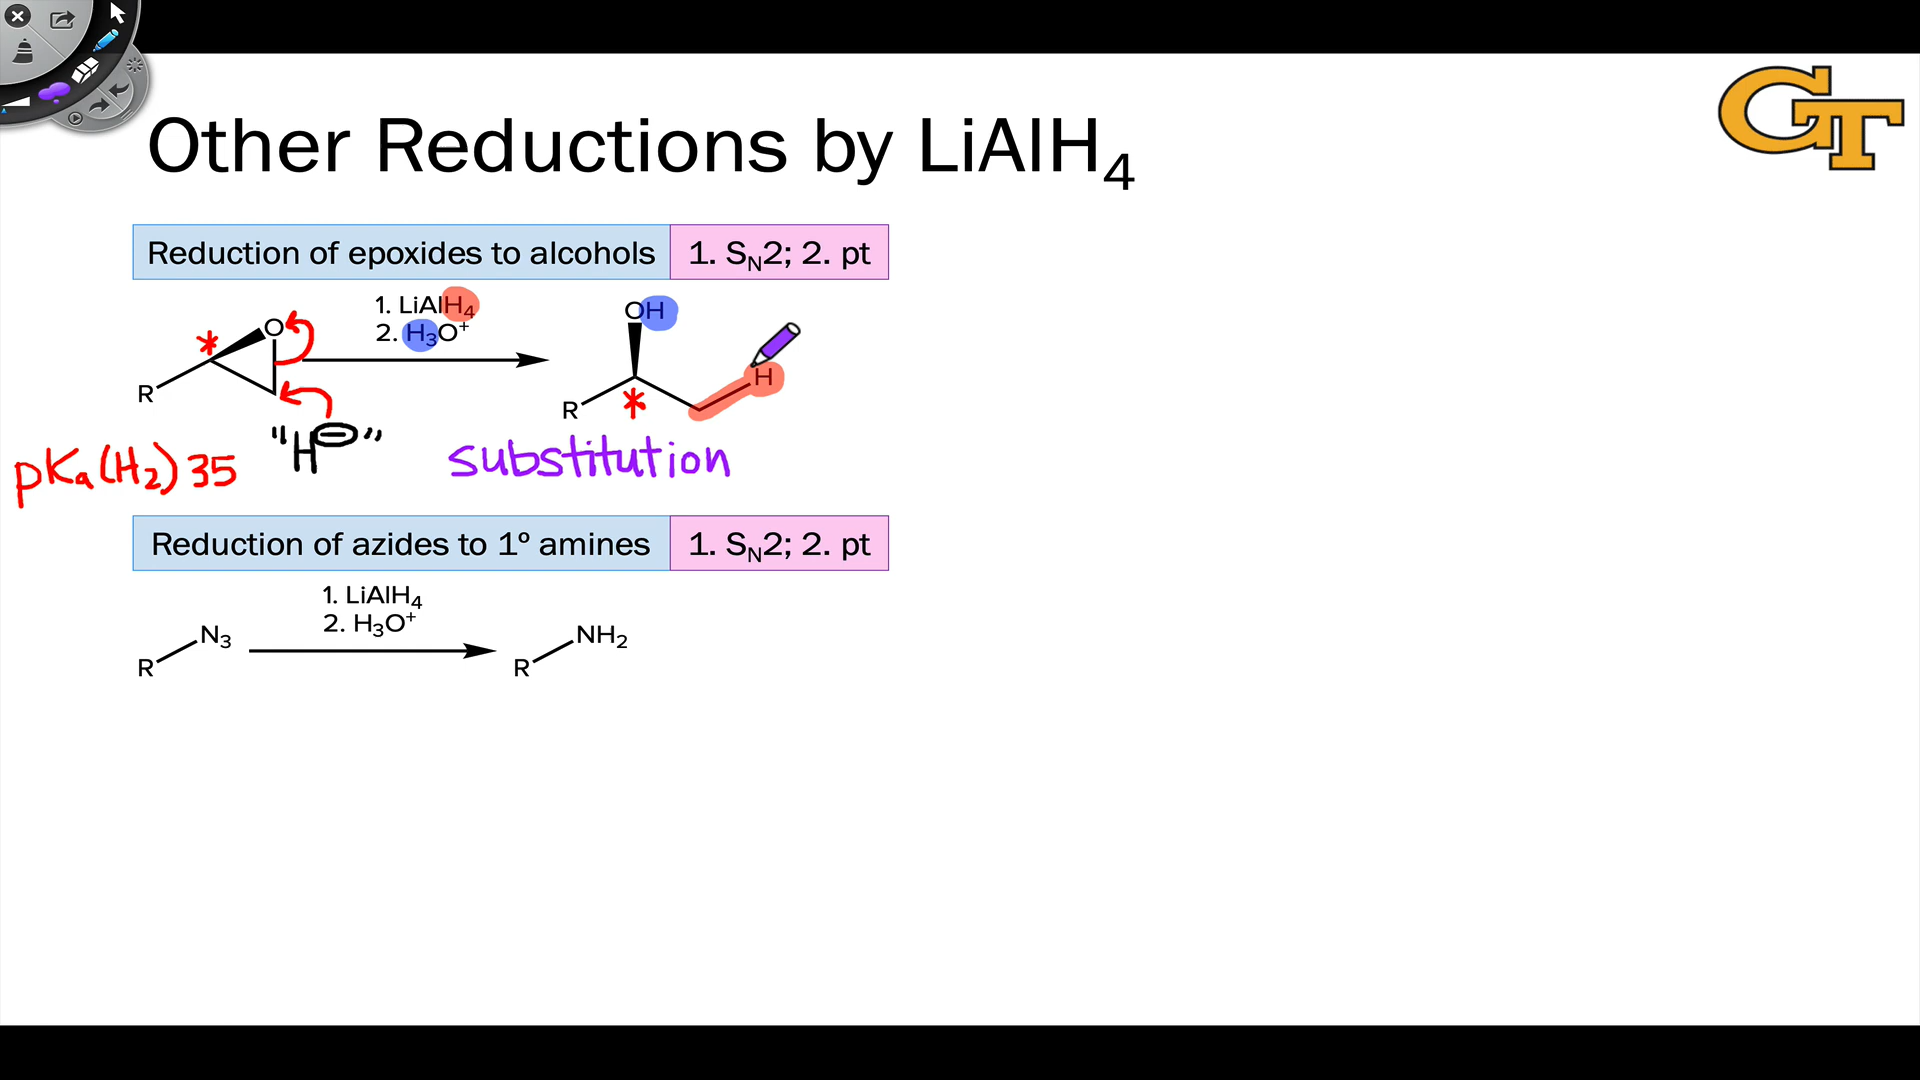 GT
Other Reductions by LiAlH4
Reduction of epoxides to alcohols 1. SN2; 2. pt
1. LiAlH4
2. H3O+
O
R
OH
H
R
"H⊖"
pKa(H2) 35
substitution
Reduction of azides to 1º amines 1. SN2; 2. pt
1. LiAlH4
2. H3O+
N3
R
NH2
R